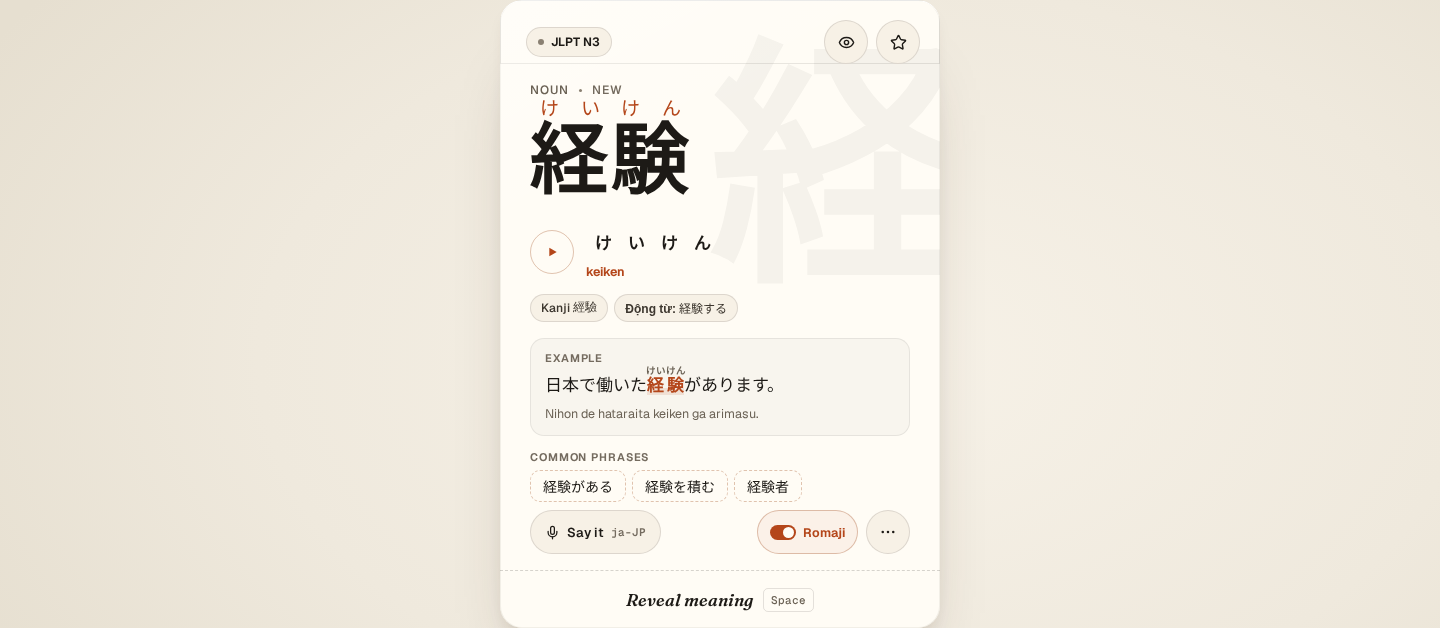 JLPT N3
経
NOUN • NEW
けいけん
経験
けいけん
keiken
Kanji 經驗
Động từ: 経験する
EXAMPLE
けいけん
日本で働いた経験があります。
Nihon de hataraita keiken ga arimasu.
COMMON PHRASES
経験がある 経験を積む 経験者
Say it ja-JP Romaji
Reveal meaning Space